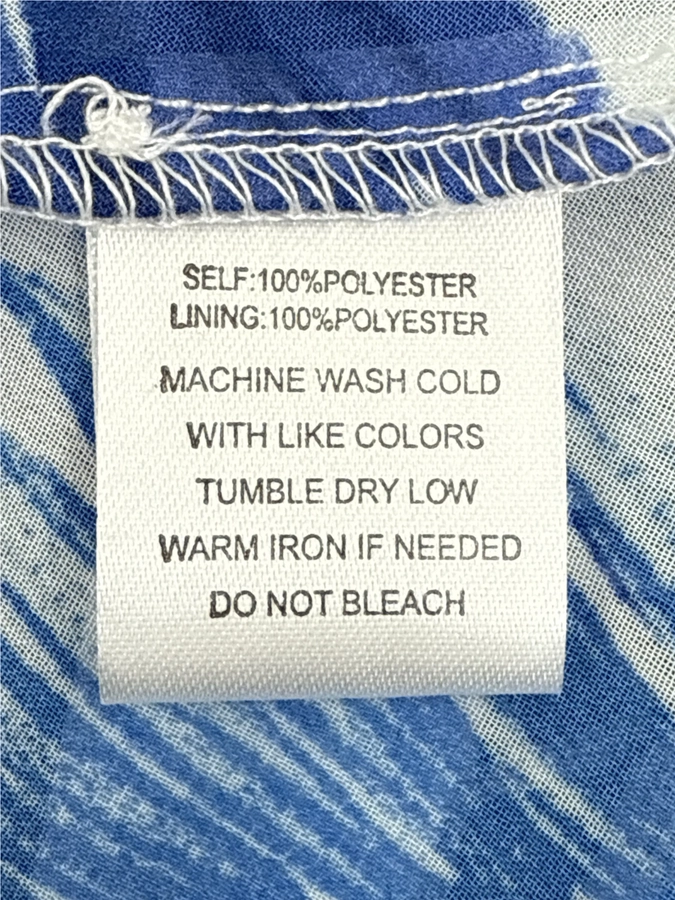 SELF:100%POLYESTER
LINING:100%POLYESTER
MACHINE WASH COLD
WITH LIKE COLORS
TUMBLE DRY LOW
WARM IRON IF NEEDED
DO NOT BLEACH